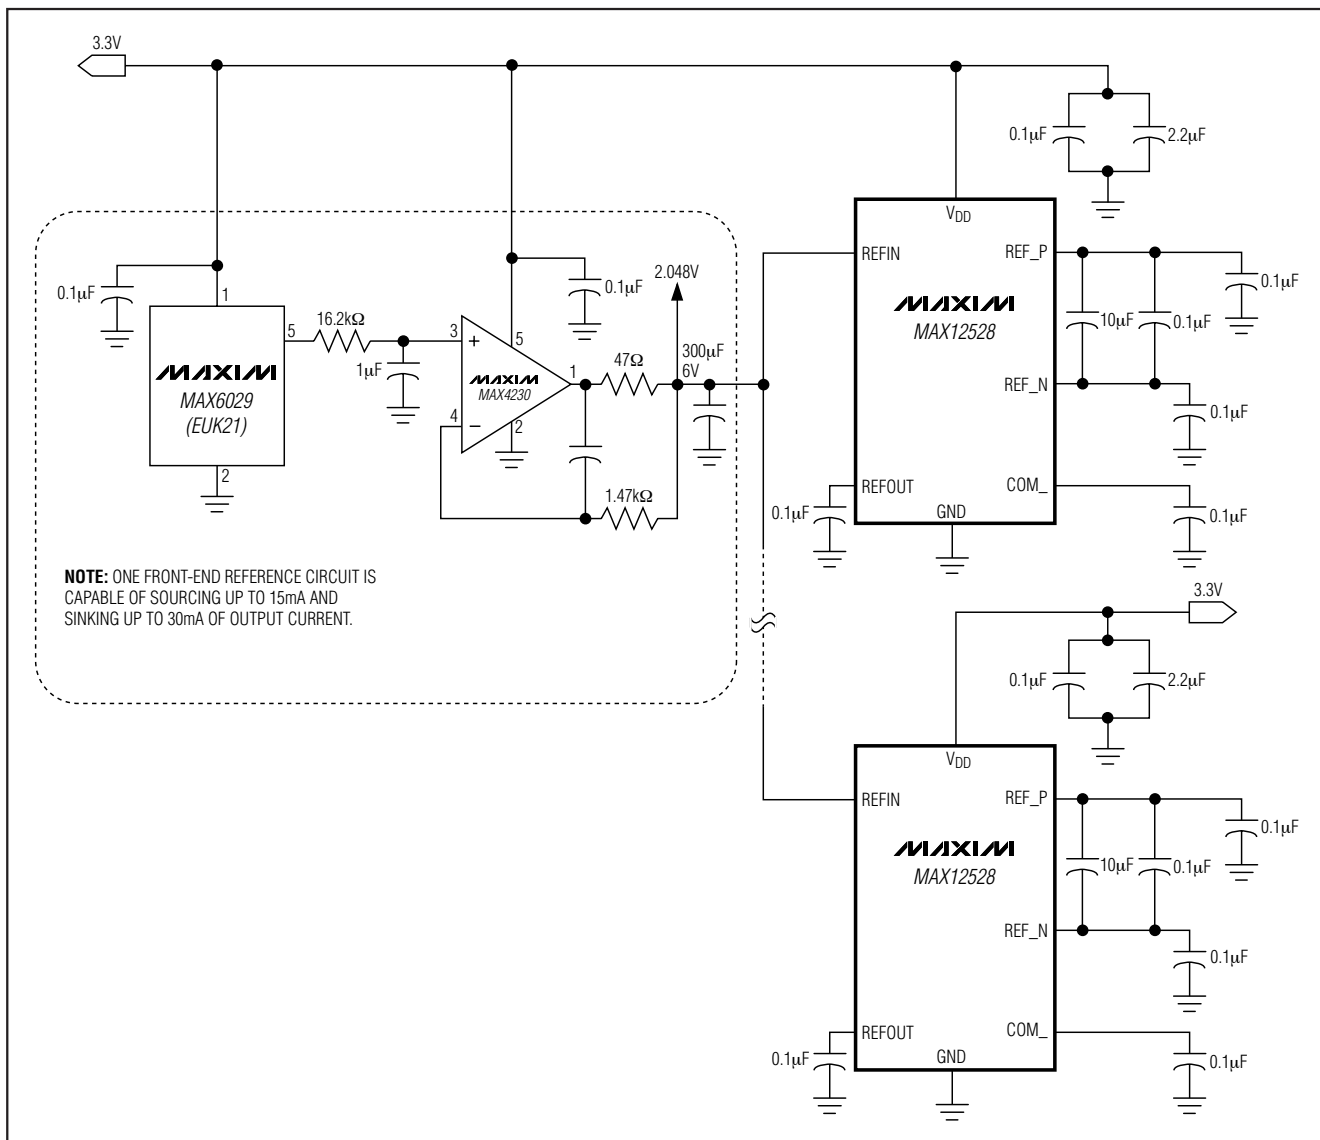 3.3V
0.1µF
2.2µF
VDD
REFIN
REF_P
0.1µF
MAXIM
MAX12528
10µF
0.1µF
REF_N
0.1µF
REFOUT
0.1µF
COM_
0.1µF
GND
0.1µF
1
MAXIM
MAX6029
(EUK21)
5
2
16.2kΩ
1µF
3
+
5
0.1µF
MAXIM
MAX4230
1
4
−
2
47Ω
2.048V
300µF
6V
1.47kΩ
NOTE: ONE FRONT-END REFERENCE CIRCUIT IS
CAPABLE OF SOURCING UP TO 15mA AND
SINKING UP TO 30mA OF OUTPUT CURRENT.
3.3V
0.1µF
2.2µF
VDD
REFIN
REF_P
0.1µF
MAXIM
MAX12528
10µF
0.1µF
REF_N
0.1µF
REFOUT
0.1µF
COM_
0.1µF
GND